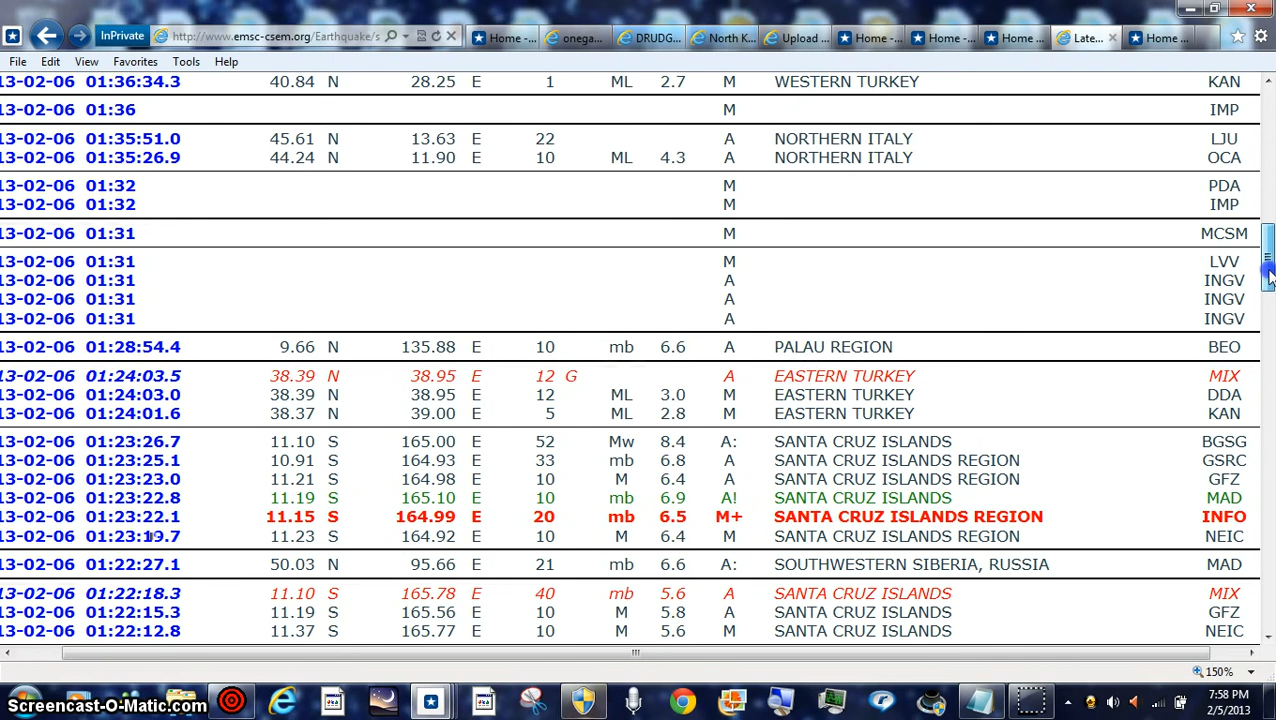 InPrivate http://www.emsc-csem.org/Earthquake/s Home - onega... DRUDG... North K... Upload ... Home -... Home -... Home ... Late... Home ...
File Edit View Favorites Tools Help
13-02-06 01:36:34.3 40.84 N 28.25 E 1 ML 2.7 M WESTERN TURKEY KAN
13-02-06 01:36 M IMP
13-02-06 01:35:51.0 45.61 N 13.63 E 22 A NORTHERN ITALY LJU
13-02-06 01:35:26.9 44.24 N 11.90 E 10 ML 4.3 A NORTHERN ITALY OCA
13-02-06 01:32 M PDA
13-02-06 01:32 M IMP
13-02-06 01:31 M MCSM
13-02-06 01:31 M LVV
13-02-06 01:31 A INGV
13-02-06 01:31 A INGV
13-02-06 01:31 A INGV
13-02-06 01:28:54.4 9.66 N 135.88 E 10 mb 6.6 A PALAU REGION BEO
13-02-06 01:24:03.5 38.39 N 38.95 E 12 G A EASTERN TURKEY MIX
13-02-06 01:24:03.0 38.39 N 38.95 E 12 ML 3.0 M EASTERN TURKEY DDA
13-02-06 01:24:01.6 38.37 N 39.00 E 5 ML 2.8 M EASTERN TURKEY KAN
13-02-06 01:23:26.7 11.10 S 165.00 E 52 Mw 8.4 A: SANTA CRUZ ISLANDS BGSG
13-02-06 01:23:25.1 10.91 S 164.93 E 33 mb 6.8 A SANTA CRUZ ISLANDS REGION GSRC
13-02-06 01:23:23.0 11.21 S 164.98 E 10 M 6.4 A SANTA CRUZ ISLANDS REGION GFZ
13-02-06 01:23:22.8 11.19 S 165.10 E 10 mb 6.9 A! SANTA CRUZ ISLANDS MAD
13-02-06 01:23:22.1 11.15 S 164.99 E 20 mb 6.5 M+ SANTA CRUZ ISLANDS REGION INFO
13-02-06 01:23:19.7 11.23 S 164.92 E 10 M 6.4 M SANTA CRUZ ISLANDS REGION NEIC
13-02-06 01:22:27.1 50.03 N 95.66 E 21 mb 6.6 A: SOUTHWESTERN SIBERIA, RUSSIA MAD
13-02-06 01:22:18.3 11.10 S 165.78 E 40 mb 5.6 A SANTA CRUZ ISLANDS MIX
13-02-06 01:22:15.3 11.19 S 165.56 E 10 M 5.8 A SANTA CRUZ ISLANDS GFZ
13-02-06 01:22:12.8 11.37 S 165.77 E 10 M 5.6 M SANTA CRUZ ISLANDS NEIC
150%
7:58 PM
2/5/2013
Screencast-O-Matic.com